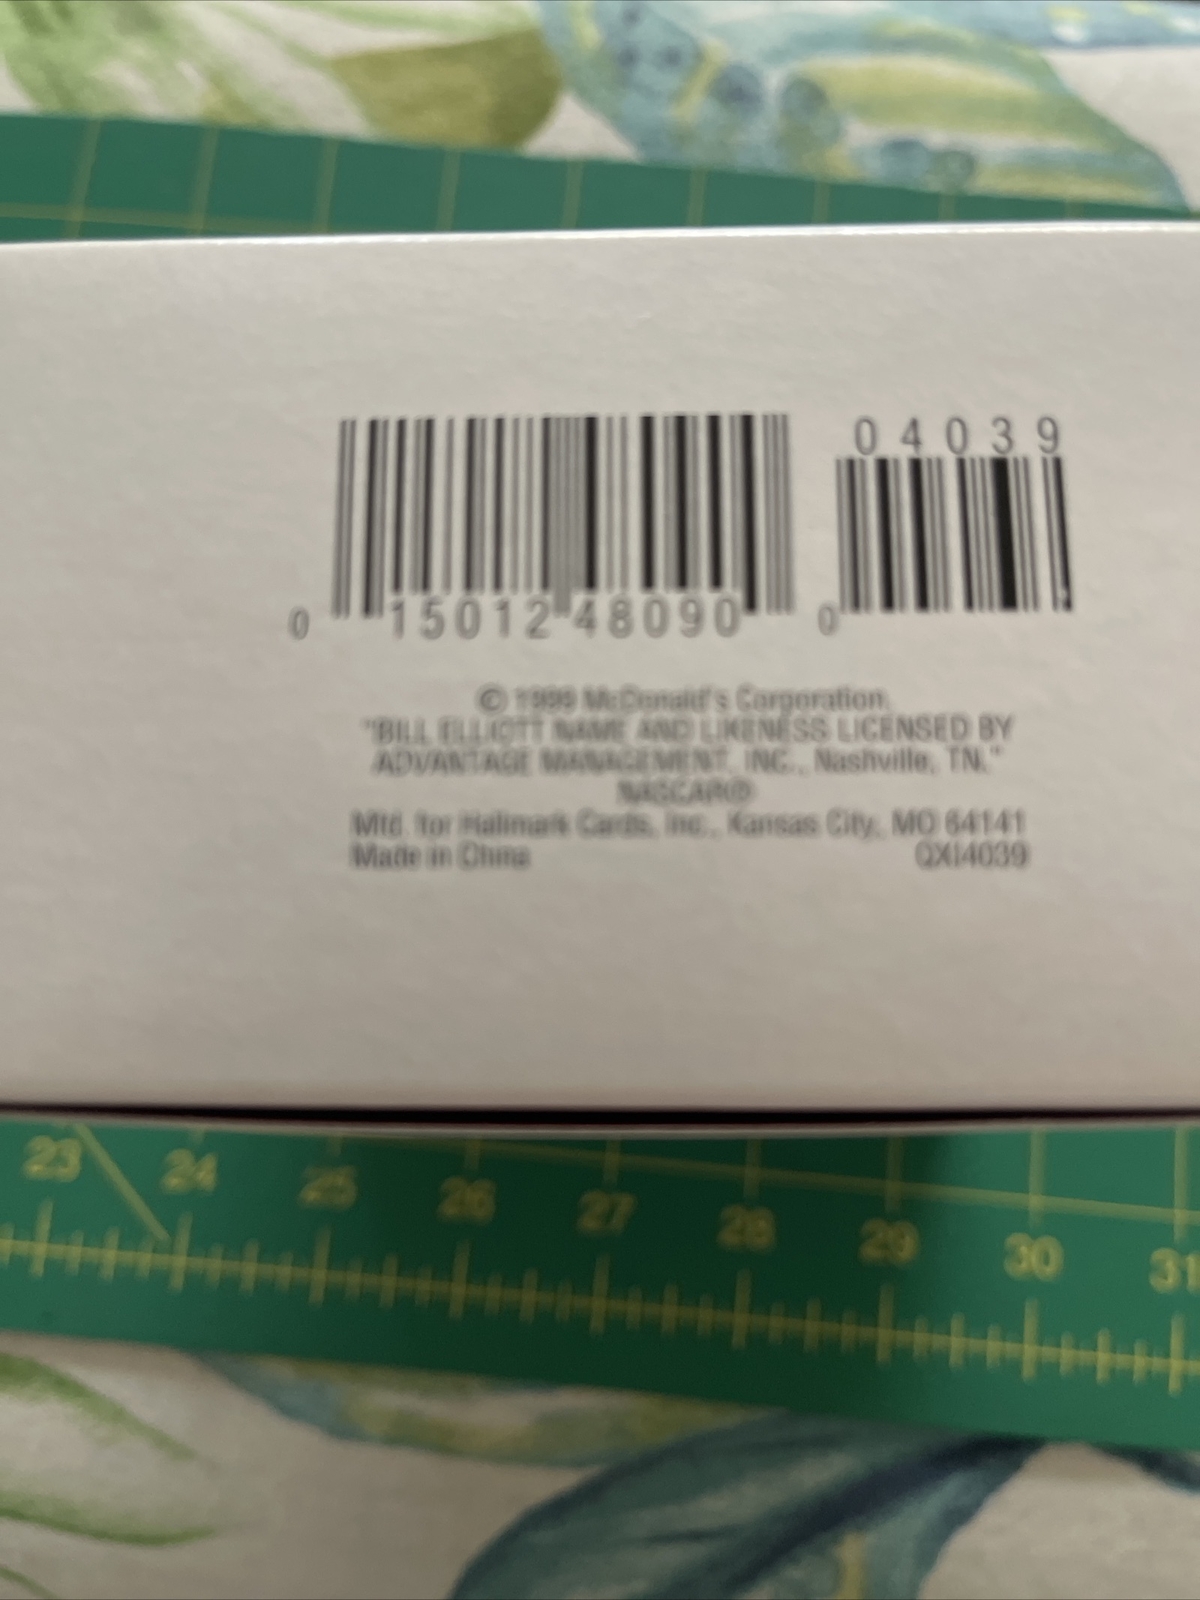 04039
0 15012 48090 0
© 1999 McDonald's Corporation.
"BILL ELLIOTT NAME AND LIKENESS LICENSED BY
ADVANTAGE MANAGEMENT, INC., Nashville, TN."
NASCAR®
Mfd. for Hallmark Cards, Inc., Kansas City, MO 64141
Made in China QXI4039
23 24 25 26 27 28 29 30 31